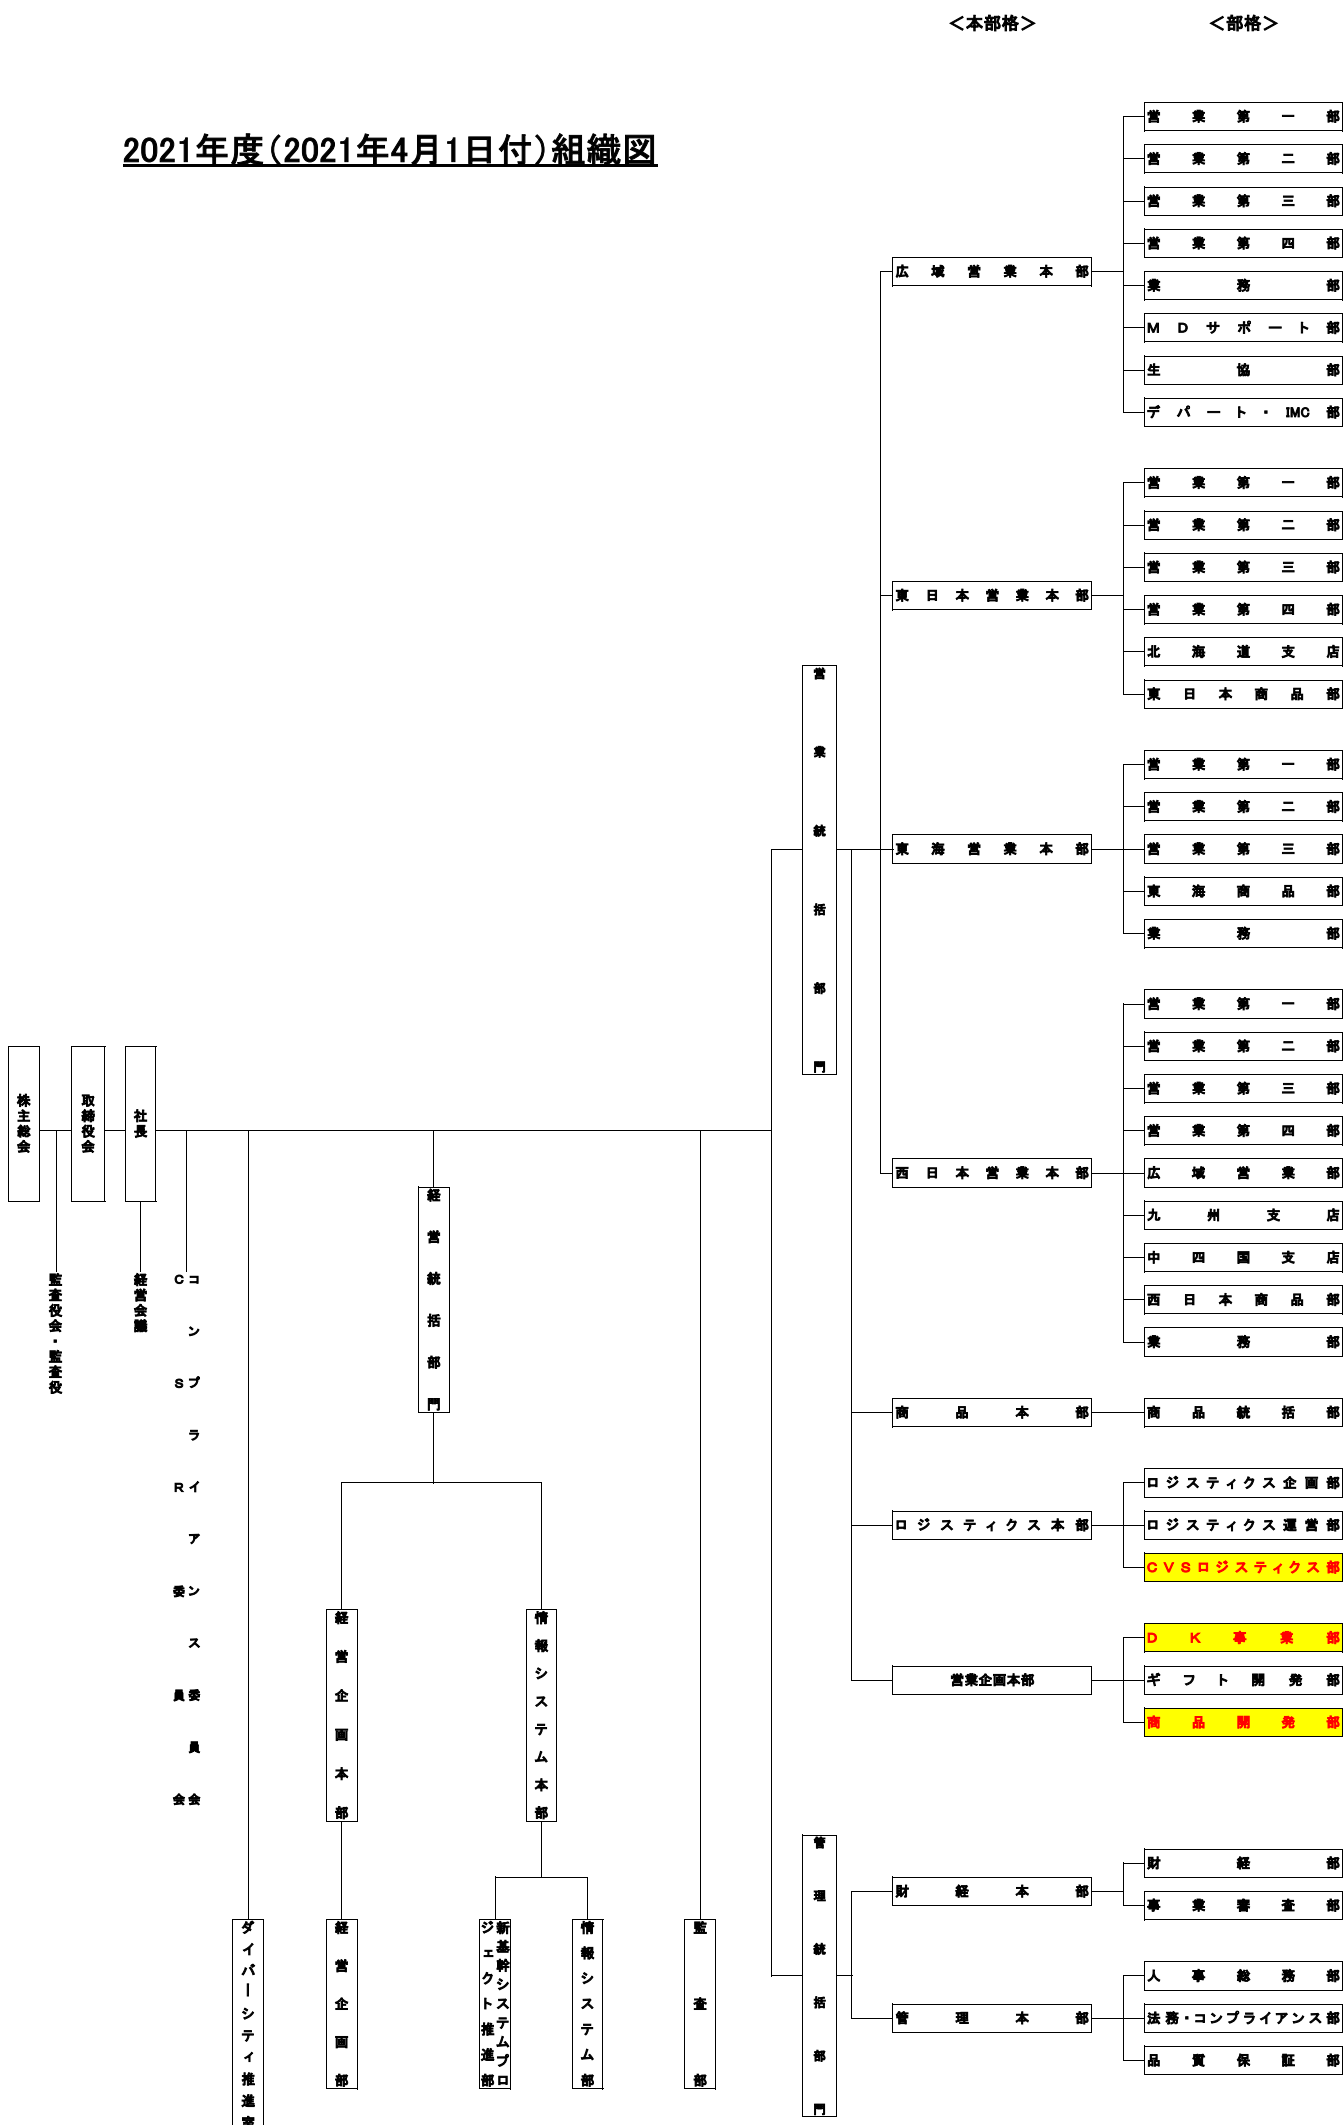 ＜本部格＞
＜部格＞
2021年度（2021年4月1日付）組織図
営業第一部
営業第二部
営業第三部
営業第四部
広域営業本部
業務部
ＭＤサポート部
生協部
デパート・IMC部
営業第一部
営業第二部
営業第三部
東日本営業本部
営業第四部
北海道支店
東日本商品部
営業統括部門
営業第一部
営業第二部
東海営業本部
営業第三部
東海商品部
業務部
営業第一部
営業第二部
営業第三部
営業第四部
西日本営業本部
広域営業部
九州支店
中四国支店
西日本商品部
業務部
株主総会
取締役会
社長
監査役会・監査役
経営会議
コンプライアンス委員会
ＣＳＲ委員会
経営統括部門
商品本部
商品統括部
ロジスティクス企画部
ロジスティクス本部
ロジスティクス運営部
ＣＶＳロジスティクス部
ＤＫ事業部
営業企画本部
ギフト開発部
商品開発部
経営企画本部
情報システム本部
管理統括部門
財経本部
財経部
事業審査部
ダイバーシティ推進室
経営企画部
新基幹システムプロ
ジェクト推進部
情報システム部
監査部
管理本部
人事総務部
法務・コンプライアンス部
品質保証部